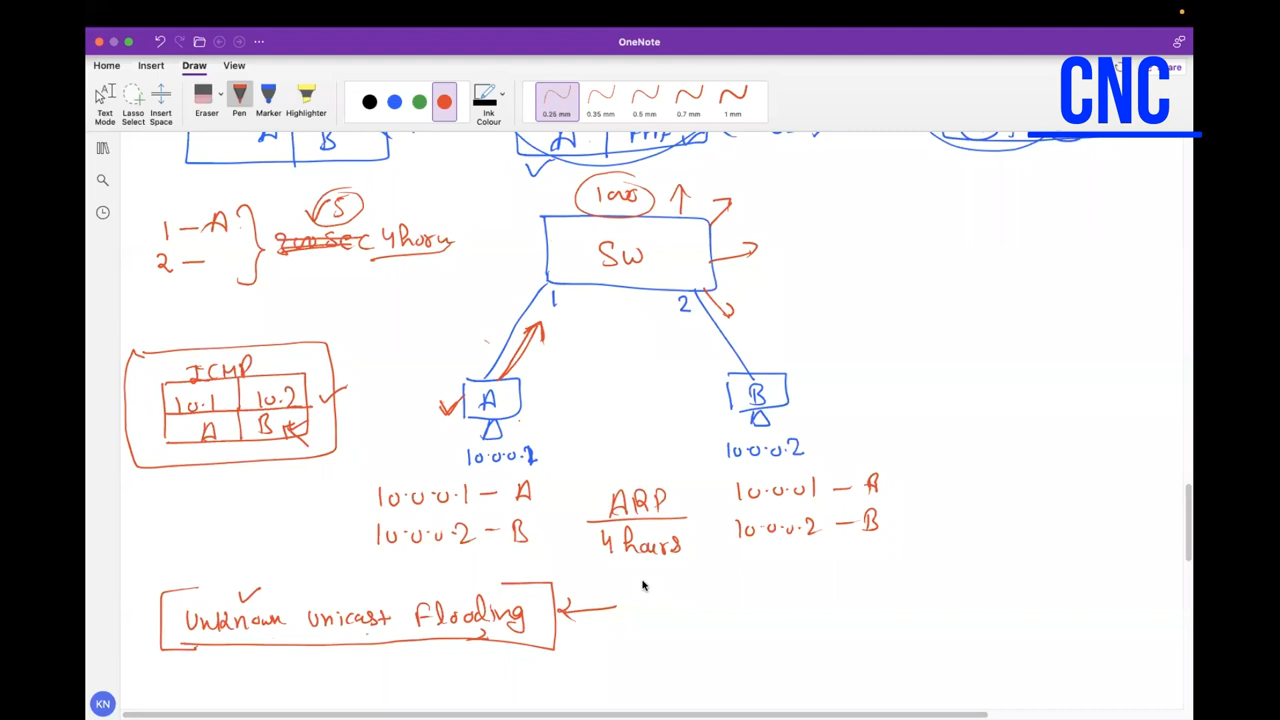 OneNote
CNC
Home Insert Draw View
Text Mode
Lasso Select
Insert Space
Eraser
Pen
Marker
Highlighter
0.25 mm
0.35 mm
0.5 mm
0.7 mm
1 mm
Ink Colour
A B
A
1 - A
2 -
√5
200 sec 4 hours
SW
1
2
ICMP
10.1 10.2
A B
A
B
10.0.0.1
10.0.0.2
10.0.0.1 - A
10.0.0.2 - B
ARP
4 hours
10.0.0.1 - A
10.0.0.2 - B
Unknown Unicast Flooding
KN